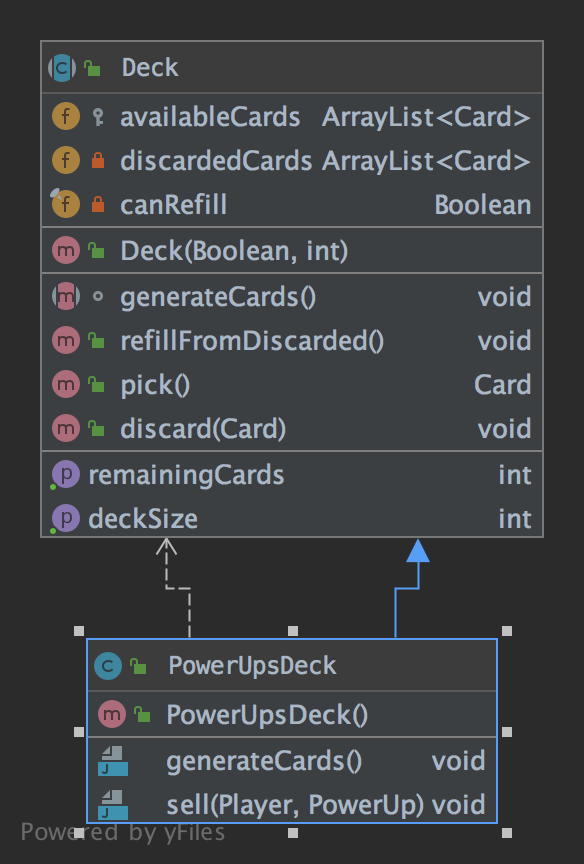 Deck
availableCards ArrayList<Card>
discardedCards ArrayList<Card>
canRefill Boolean
Deck(Boolean, int)
generateCards() void
refillFromDiscarded() void
pick() Card
discard(Card) void
remainingCards int
deckSize int
PowerUpsDeck
PowerUpsDeck()
generateCards() void
sell(Player, PowerUp) void
Powered by yFiles